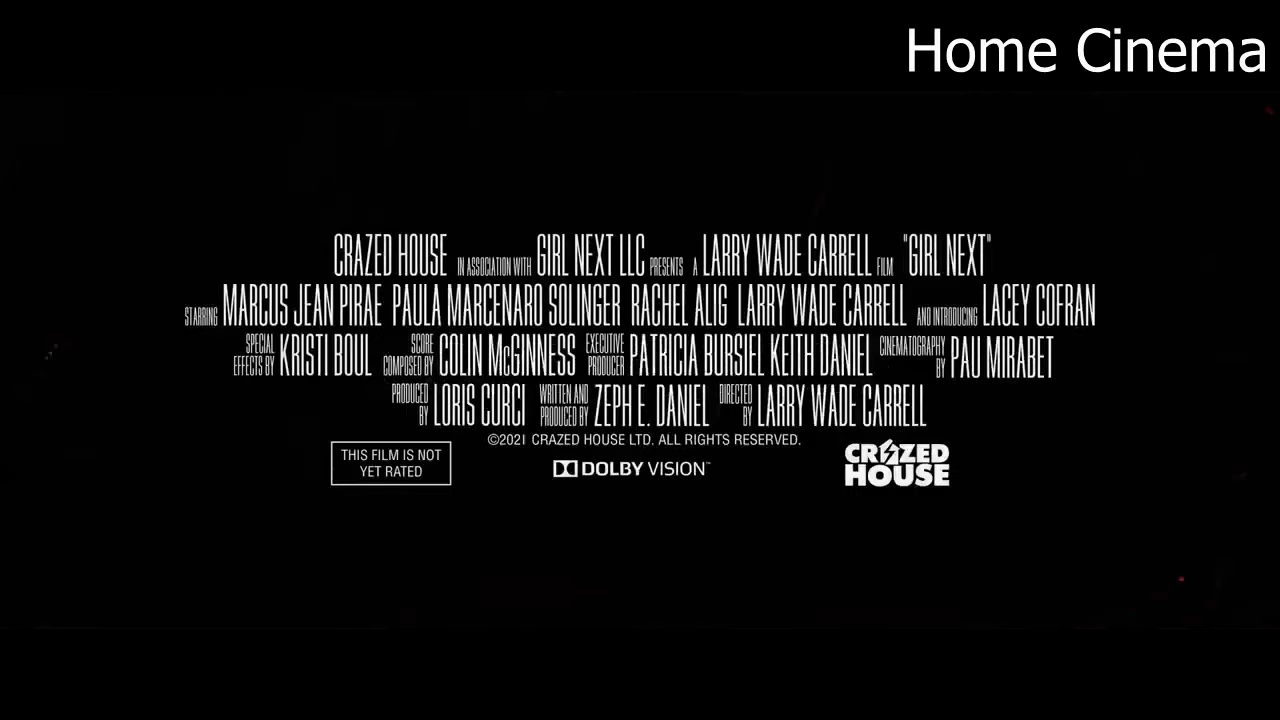 Home Cinema
CRAZED HOUSE IN ASSOCIATION WITH GIRL NEXT LLC PRESENTS A LARRY WADE CARRELL FILM "GIRL NEXT"
STARRING MARCUS JEAN PIRAE PAULA MARCENARO SOLINGER RACHEL ALIG LARRY WADE CARRELL AND INTRODUCING LACEY COFRAN
SPECIAL EFFECTS BY KRISTI BOUL SCORE COMPOSED BY COLIN McGINNESS EXECUTIVE PRODUCER PATRICIA BURSIEL KEITH DANIEL CINEMATOGRAPHY BY PAU MIRABET
PRODUCED BY LORIS CURCI WRITTEN AND PRODUCED BY ZEPH E. DANIEL DIRECTED BY LARRY WADE CARRELL
©2021 CRAZED HOUSE LTD. ALL RIGHTS RESERVED.
THIS FILM IS NOT
YET RATED
DOLBY VISION™
CRAZED
HOUSE